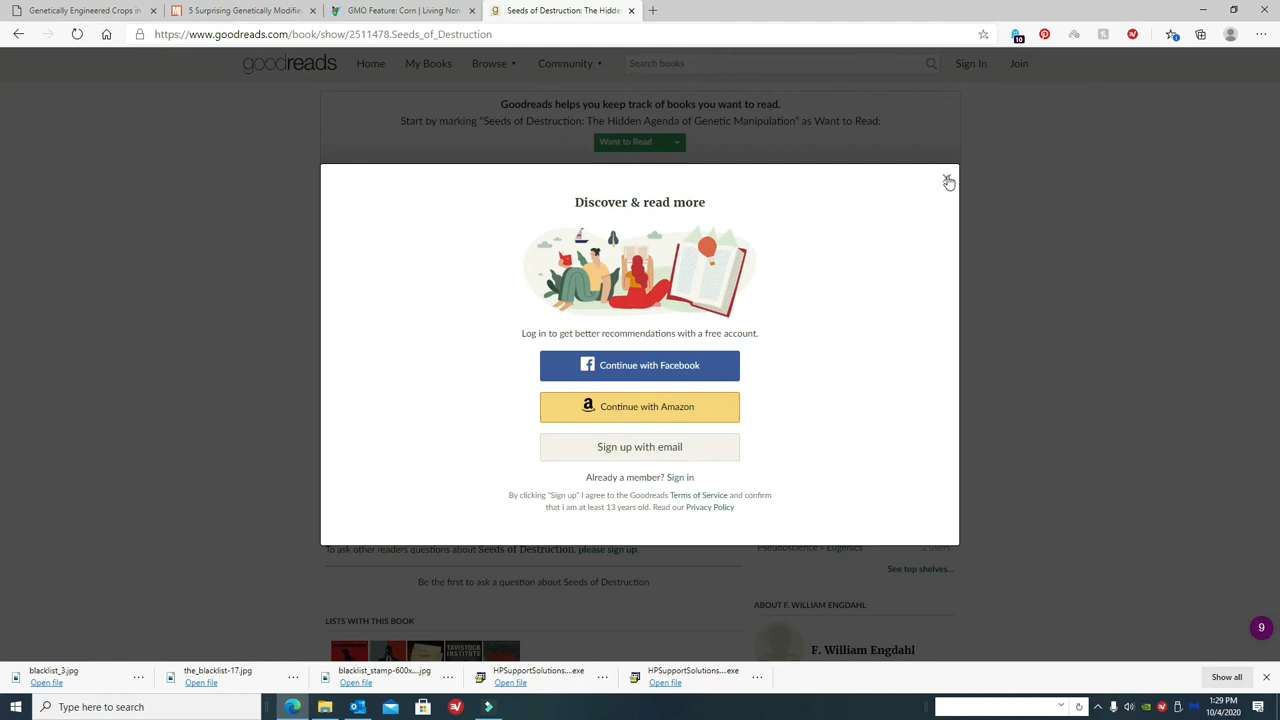 Genetically Engineered Crops in
5 Surprising Genetically Modifie
GMO Feature: Corn | Living Non-G
Seeds of Destruction: The Hidden
https://www.goodreads.com/book/show/2511478.Seeds_of_Destruction
10
goodreads Home My Books Browse Community Search books Sign In Join
Goodreads helps you keep track of books you want to read.
Start by marking “Seeds of Destruction: The Hidden Agenda of Genetic Manipulation” as Want to Read:
Want to Read
Discover & read more
Log in to get better recommendations with a free account.
Continue with Facebook
Continue with Amazon
Sign up with email
Already a member? Sign in
By clicking “Sign up” I agree to the Goodreads Terms of Service and confirm
that I am at least 13 years old. Read our Privacy Policy
To ask other readers questions about Seeds of Destruction, please sign up.
Pseudoscience > Eugenics 2 users
See top shelves…
Be the first to ask a question about Seeds of Destruction
ABOUT F. WILLIAM ENGDAHL
LISTS WITH THIS BOOK
TAVISTOCK
INSTITUTE
F. William Engdahl
9
blacklist_3.jpg
Open file
the_blacklist-17.jpg
Open file
blacklist_stamp-600x....jpg
Open file
HPSupportSolutions....exe
Open file
HPSupportSolutions....exe
Open file
Show all
Type here to search
1:29 PM
10/4/2020